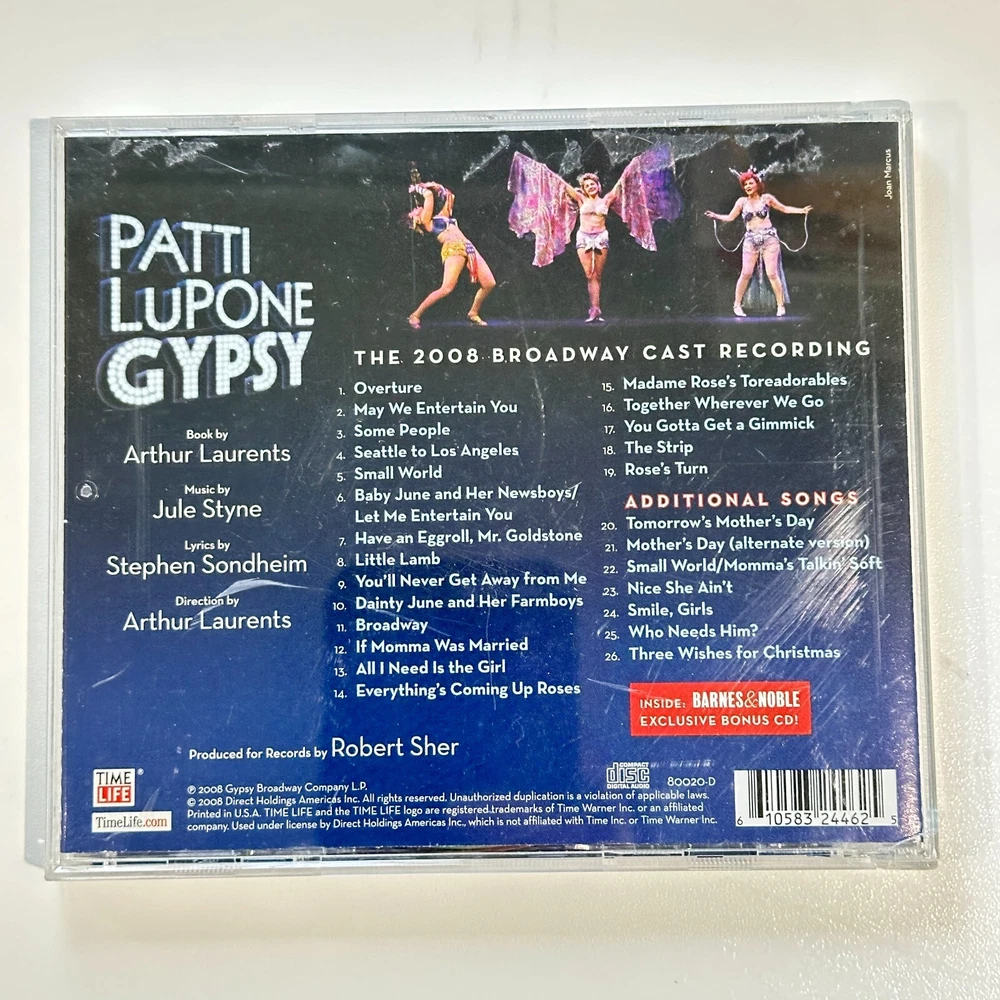 Joan Marcus
PATTI
LUPONE
GYPSY
Book by
Arthur Laurents
Music by
Jule Styne
Lyrics by
Stephen Sondheim
Direction by
Arthur Laurents
THE 2008 BROADWAY CAST RECORDING
1. Overture
2. May We Entertain You
3. Some People
4. Seattle to Los Angeles
5. Small World
6. Baby June and Her Newsboys/
Let Me Entertain You
7. Have an Eggroll, Mr. Goldstone
8. Little Lamb
9. You'll Never Get Away from Me
10. Dainty June and Her Farmboys
11. Broadway
12. If Momma Was Married
13. All I Need Is the Girl
14. Everything's Coming Up Roses
15. Madame Rose's Toreadorables
16. Together Wherever We Go
17. You Gotta Get a Gimmick
18. The Strip
19. Rose's Turn
ADDITIONAL SONGS
20. Tomorrow's Mother's Day
21. Mother's Day (alternate version)
22. Small World/Momma's Talkin' Soft
23. Nice She Ain't
24. Smile, Girls
25. Who Needs Him?
26. Three Wishes for Christmas
INSIDE: BARNES&NOBLE
EXCLUSIVE BONUS CD!
Produced for Records by Robert Sher
TIME
LIFE
®
TimeLife.com
℗ 2008 Gypsy Broadway Company L.P.
© 2008 Direct Holdings Americas Inc. All rights reserved. Unauthorized duplication is a violation of applicable laws.
Printed in U.S.A. TIME LIFE and the TIME LIFE logo are registered trademarks of Time Warner Inc. or an affiliated
company. Used under license by Direct Holdings Americas Inc., which is not affiliated with Time Inc. or Time Warner Inc.
COMPACT
disc
DIGITAL AUDIO
80020-D
6 10583 24462 5